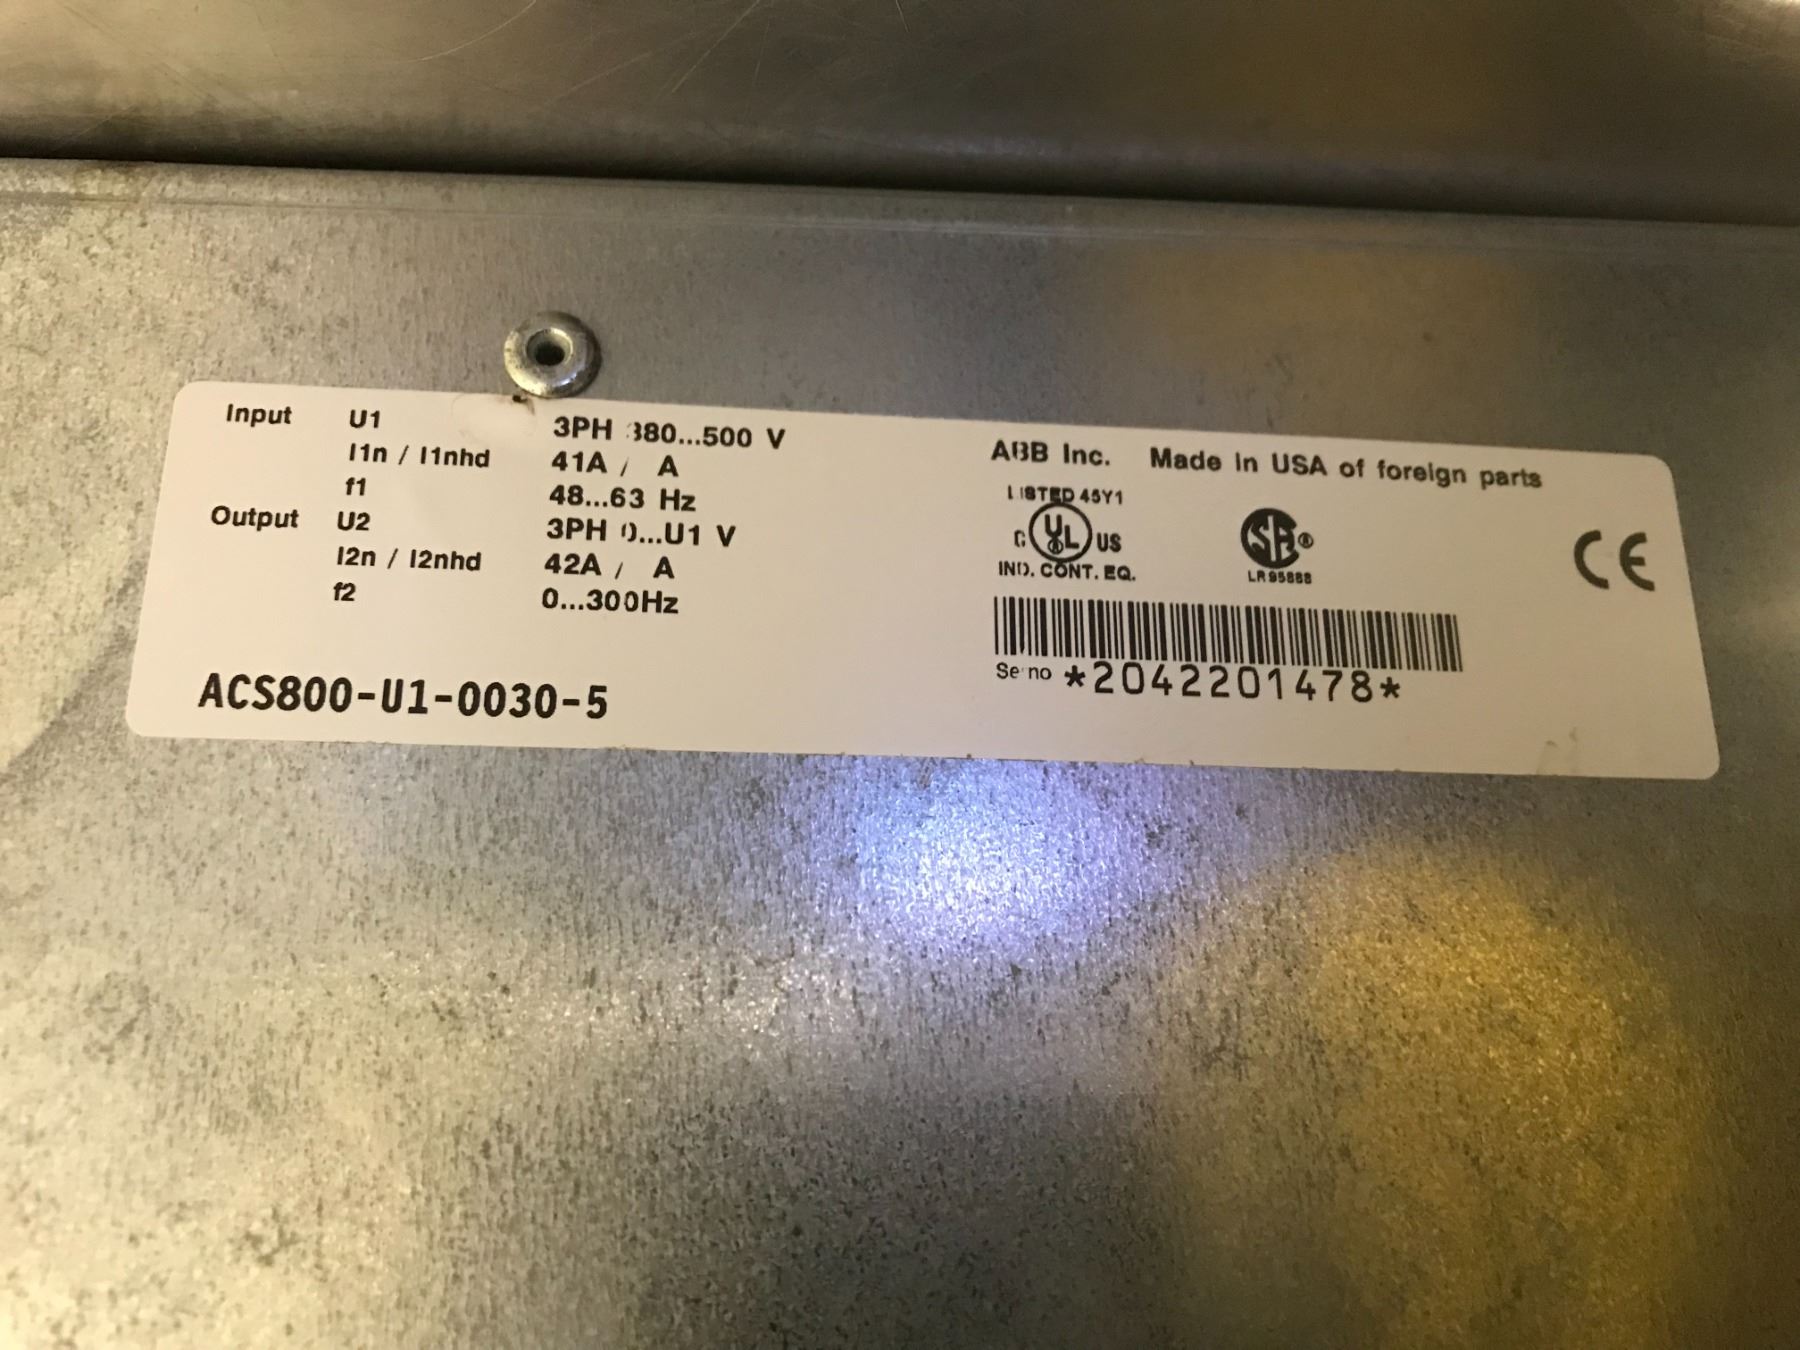 Input U1 3PH 380...500 V
I1n / I1nhd 41A / A
f1 48...63 Hz
Output U2 3PH 0...U1 V
I2n / I2nhd 42A / A
f2 0...300Hz
ACS800-U1-0030-5
ABB Inc. Made in USA of foreign parts
LISTED 45Y1
C UL US
IND. CONT. EQ.
SA ®
LR95888
CE
Ser no *2042201478*